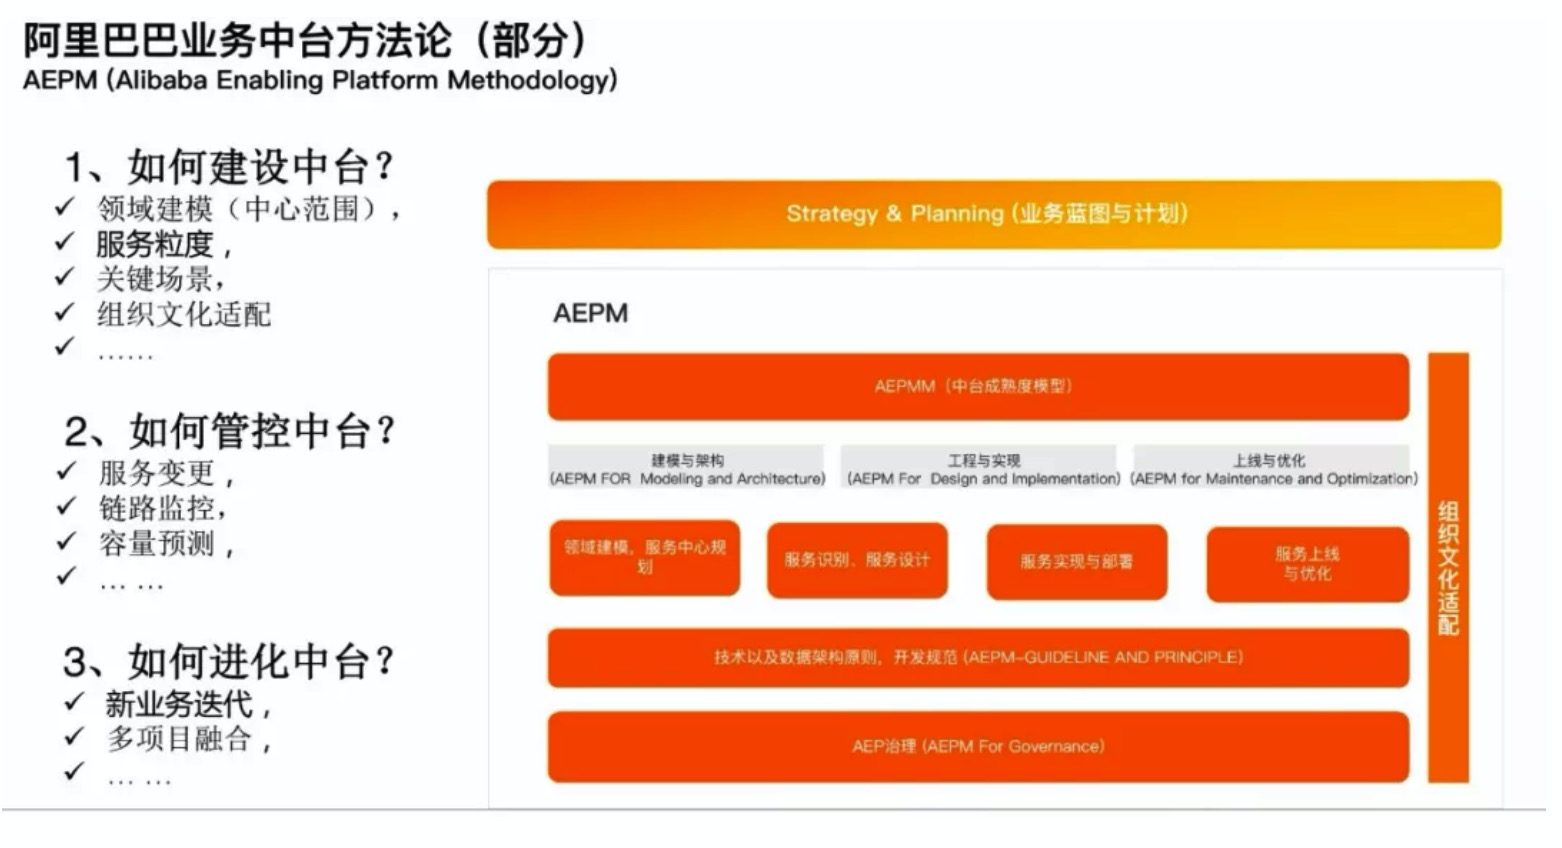 阿里巴巴业务中台方法论（部分）
AEPM (Alibaba Enabling Platform Methodology)
1、如何建设中台？
✓ 领域建模（中心范围），
✓ 服务粒度，
✓ 关键场景，
✓ 组织文化适配
✓ ……
2、如何管控中台？
✓ 服务变更，
✓ 链路监控，
✓ 容量预测，
✓ … …
3、如何进化中台？
✓ 新业务迭代，
✓ 多项目融合，
✓ … …
Strategy & Planning (业务蓝图与计划)
AEPM
AEPMM（中台成熟度模型）
建模与架构
(AEPM FOR Modeling and Architecture)
工程与实现
(AEPM For Design and Implementation)
上线与优化
(AEPM for Maintenance and Optimization)
领域建模，服务中心规
划
服务识别、服务设计
服务实现与部署
服务上线
与优化
技术以及数据架构原则，开发规范 (AEPM-GUIDELINE AND PRINCIPLE)
AEP治理 (AEPM For Governance)
组织文化适配